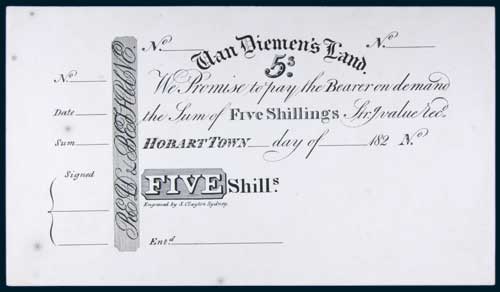 Nº
Date
Sum
Signed
Nº Nº
Van Diemen's Land.
5s.
We Promise to pay the Bearer on demand
the Sum of Five Shillings Strg value recd.
HOBART TOWN day of 182 Nº
FIVE Shills.
Engraved by S. Clayton Sydney.
Entd